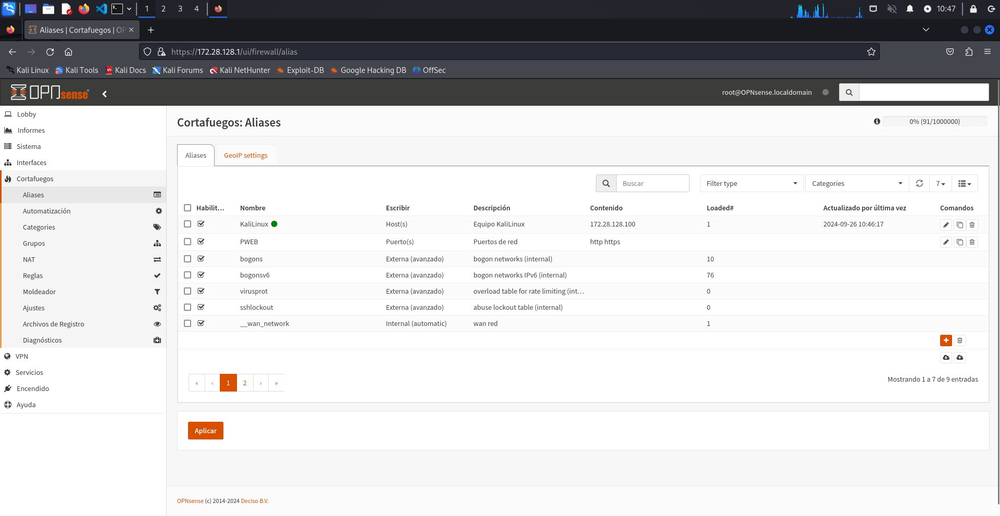 1 2 3 4 10:47
Aliases | Cortafuegos | OP
https://172.28.128.1/ui/firewall/alias
Kali Linux Kali Tools Kali Docs Kali Forums Kali NetHunter Exploit-DB Google Hacking DB OffSec
OPNsense root@OPNsense.localdomain
Lobby
Informes
Sistema
Interfaces
Cortafuegos
Aliases
Automatización
Categories
Grupos
NAT
Reglas
Moldeador
Ajustes
Archivos de Registro
Diagnósticos
VPN
Servicios
Encendido
Ayuda
Cortafuegos: Aliases 0% (91/1000000)
Aliases GeoIP settings
Buscar Filter type Categories 7
Habilit... Nombre Escribir Descripción Contenido Loaded# Actualizado por última vez Comandos
KaliLinux Host(s) Equipo KaliLinux 172.28.128.100 1 2024-09-26 10:46:17
PWEB Puerto(s) Puertos de red http https
bogons Externa (avanzado) bogon networks (internal) 10
bogonsv6 Externa (avanzado) bogon networks IPv6 (internal) 76
virusprot Externa (avanzado) overload table for rate limiting (int... 0
sshlockout Externa (avanzado) abuse lockout table (internal) 0
__wan_network Internal (automatic) wan red 1
« ‹ 1 2 › »
Mostrando 1 a 7 de 9 entradas
Aplicar
OPNsense (c) 2014-2024 Deciso B.V.